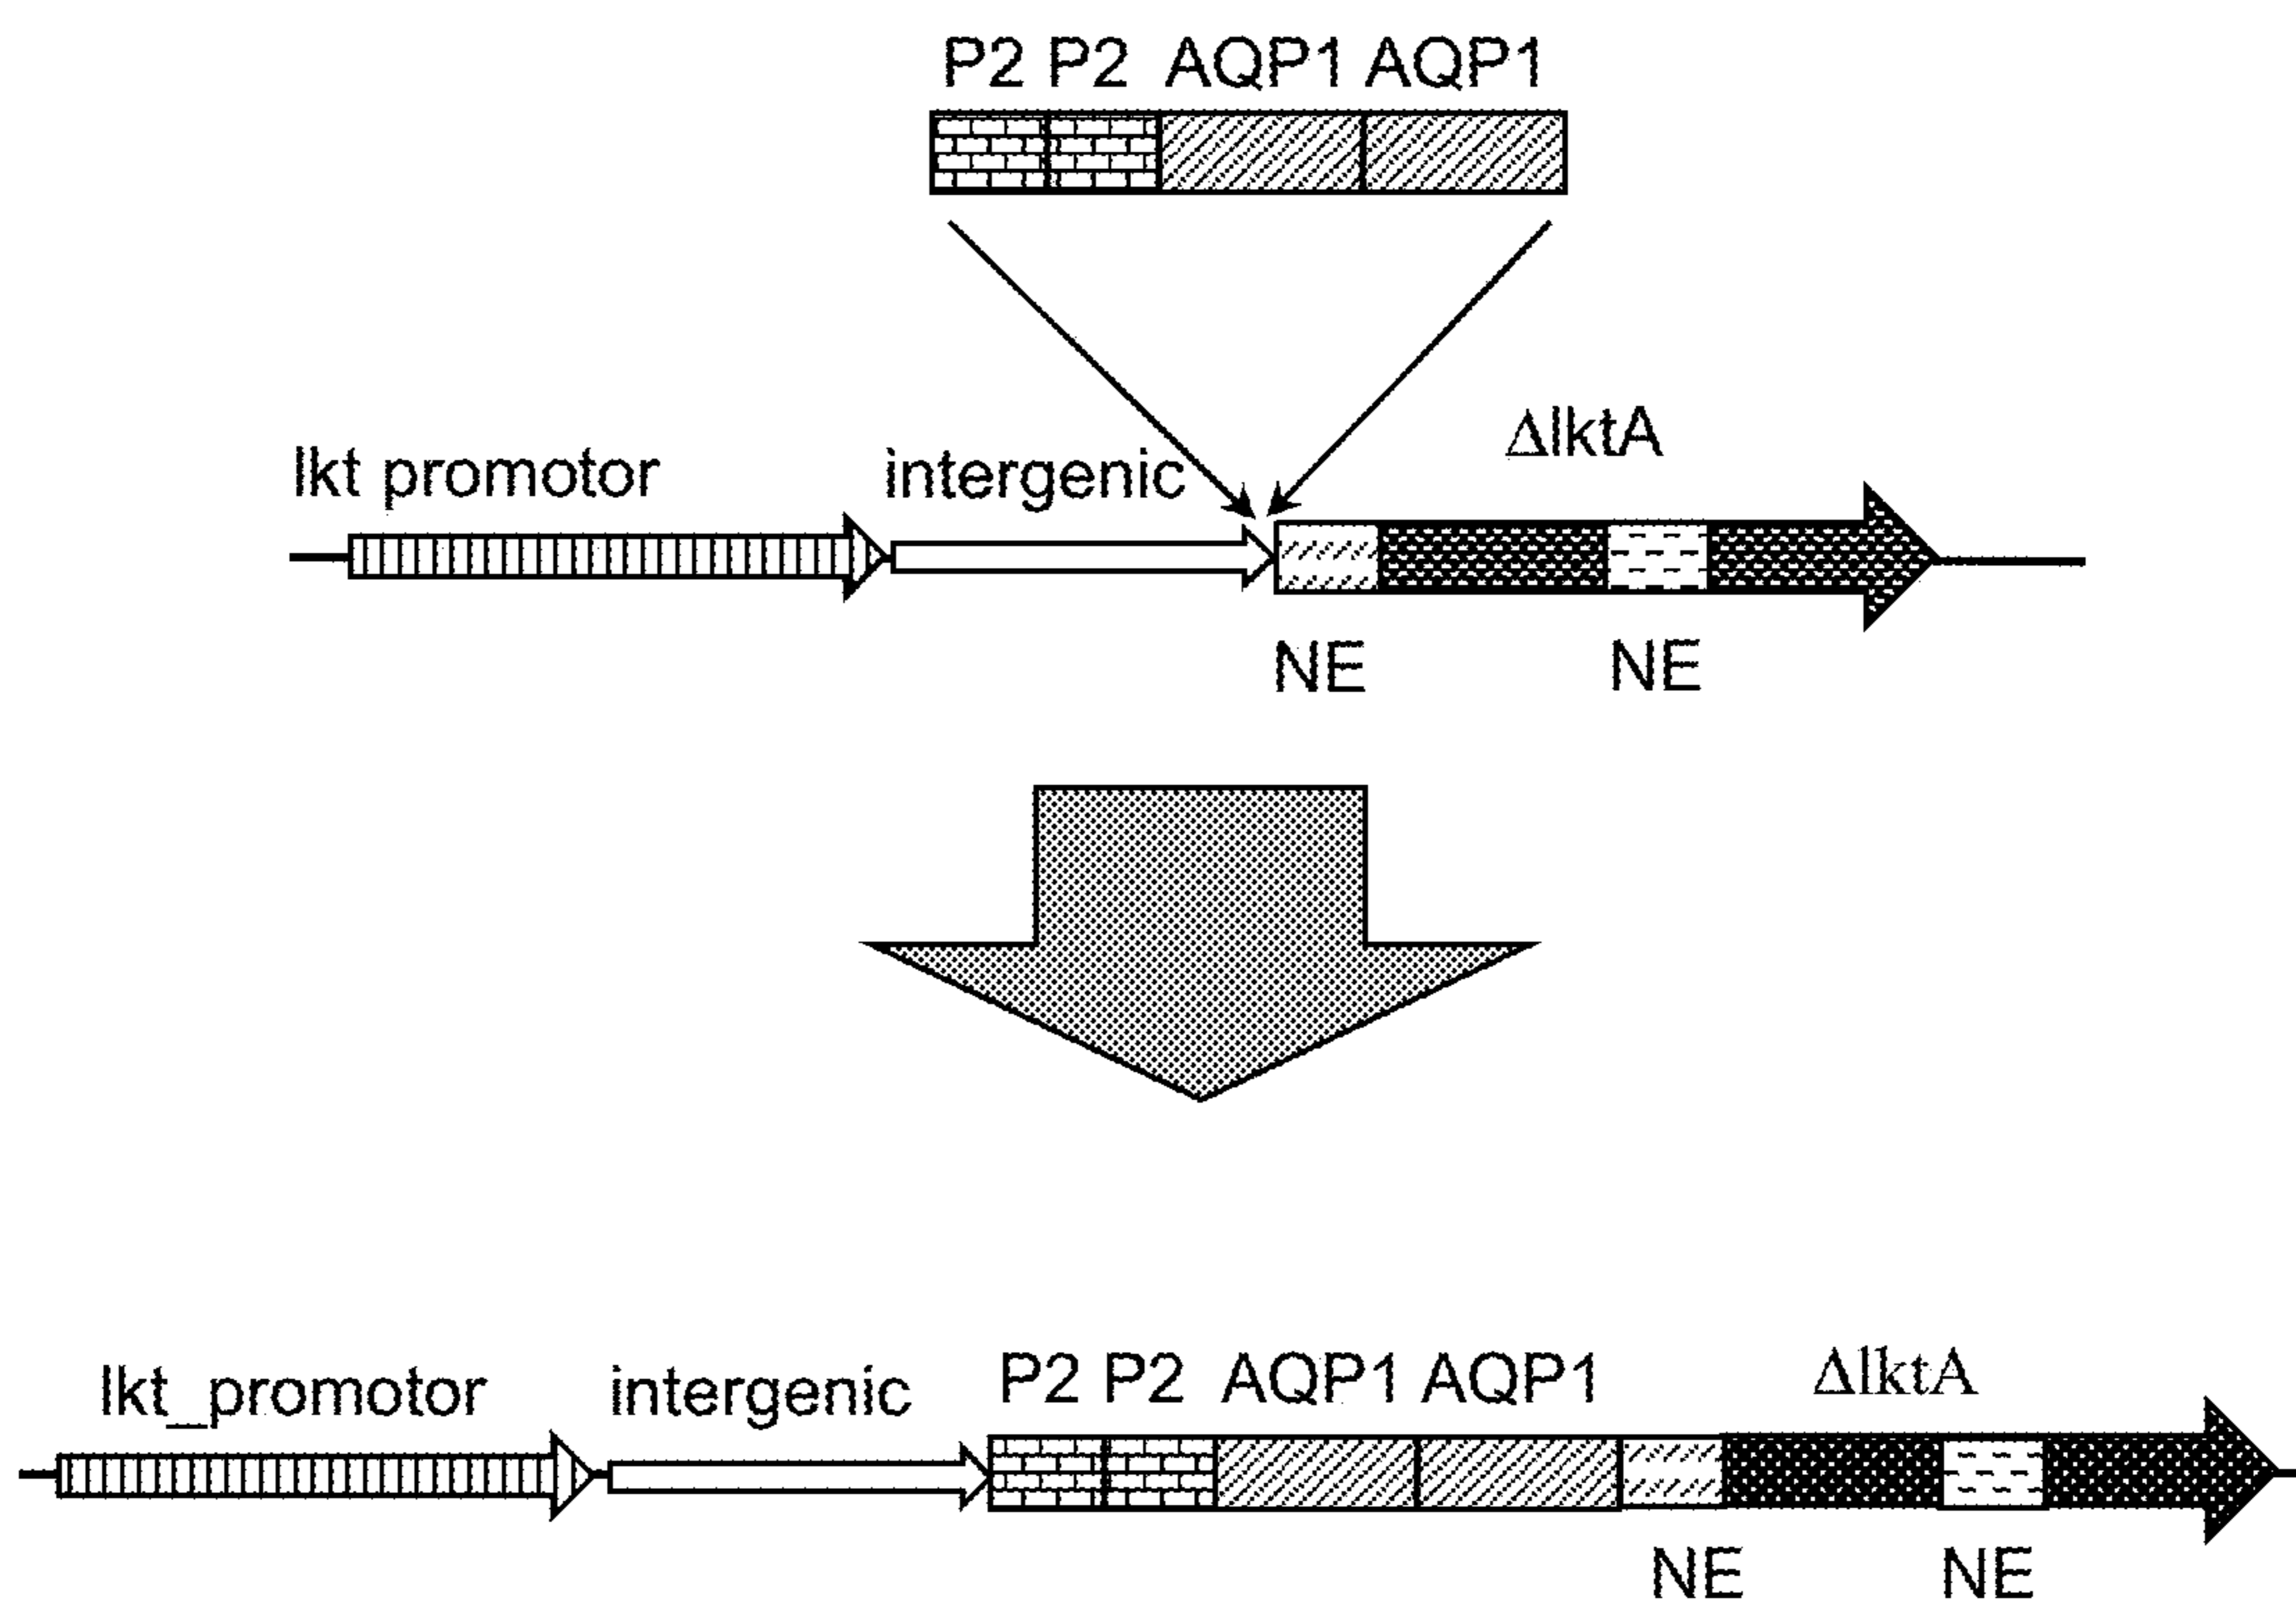 P2 P2 AQP1 AQP1
ΔlktA
lkt promotor intergenic
NE NE
P2 P2 AQP1 AQP1 ΔlktA
lkt_promotor intergenic
NE NE